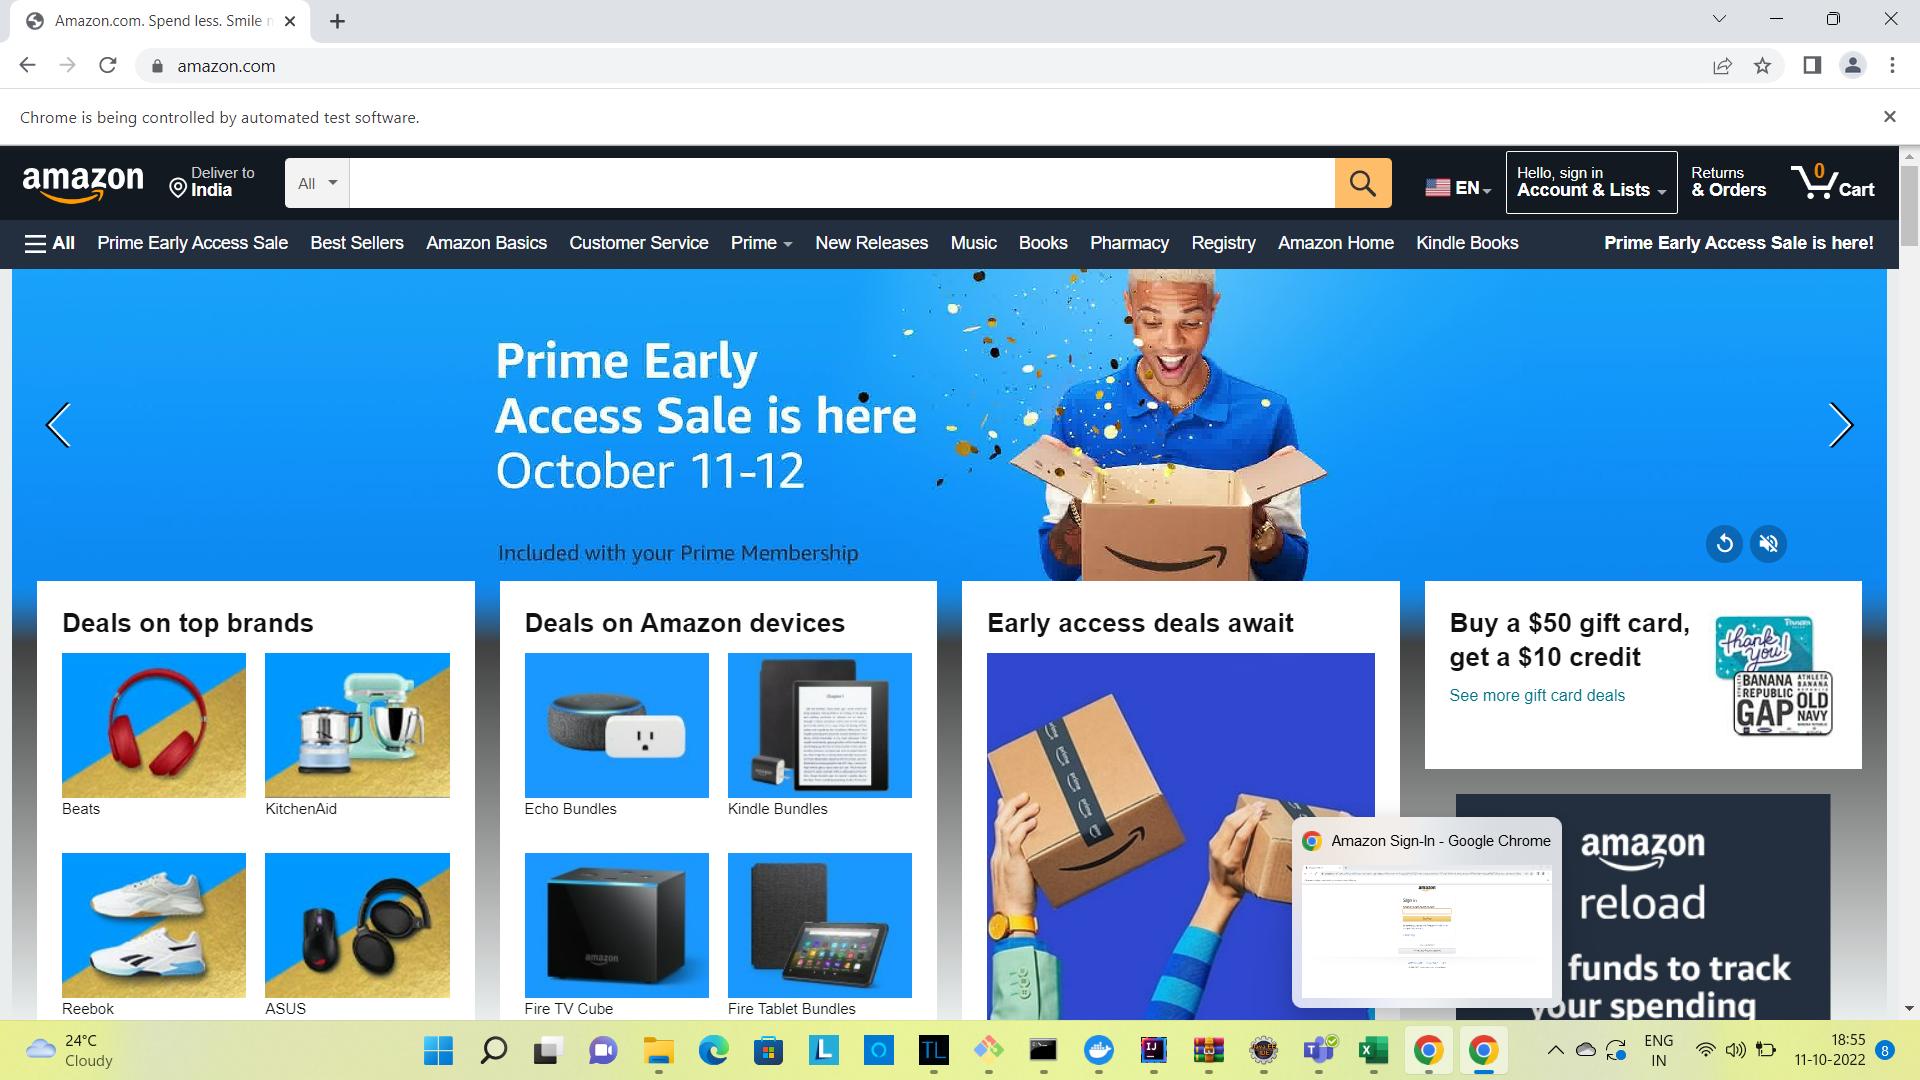 Amazon.com. Spend less. Smile
amazon.com
Chrome is being controlled by automated test software.
amazon
Deliver to
India
All
EN
Hello, sign in
Account & Lists
Returns
& Orders
0
Cart
All Prime Early Access Sale Best Sellers Amazon Basics Customer Service Prime New Releases Music Books Pharmacy Registry Amazon Home Kindle Books Prime Early Access Sale is here!
Prime Early
Access Sale is here
October 11-12
Included with your Prime Membership
Deals on top brands
Beats
KitchenAid
Reebok
ASUS
Deals on Amazon devices
Echo Bundles
Kindle Bundles
amazon
Fire TV Cube
Fire Tablet Bundles
Early access deals await
prime
Buy a $50 gift card,
get a $10 credit
See more gift card deals
thank you!
BANANA
REPUBLIC
ATHLETA
GAP
OLD
NAVY
Amazon Sign-In - Google Chrome
amazon
reload
funds to track
your spending
24°C
Cloudy
L
TL
IJ
ENG
IN
18:55
11-10-2022
8